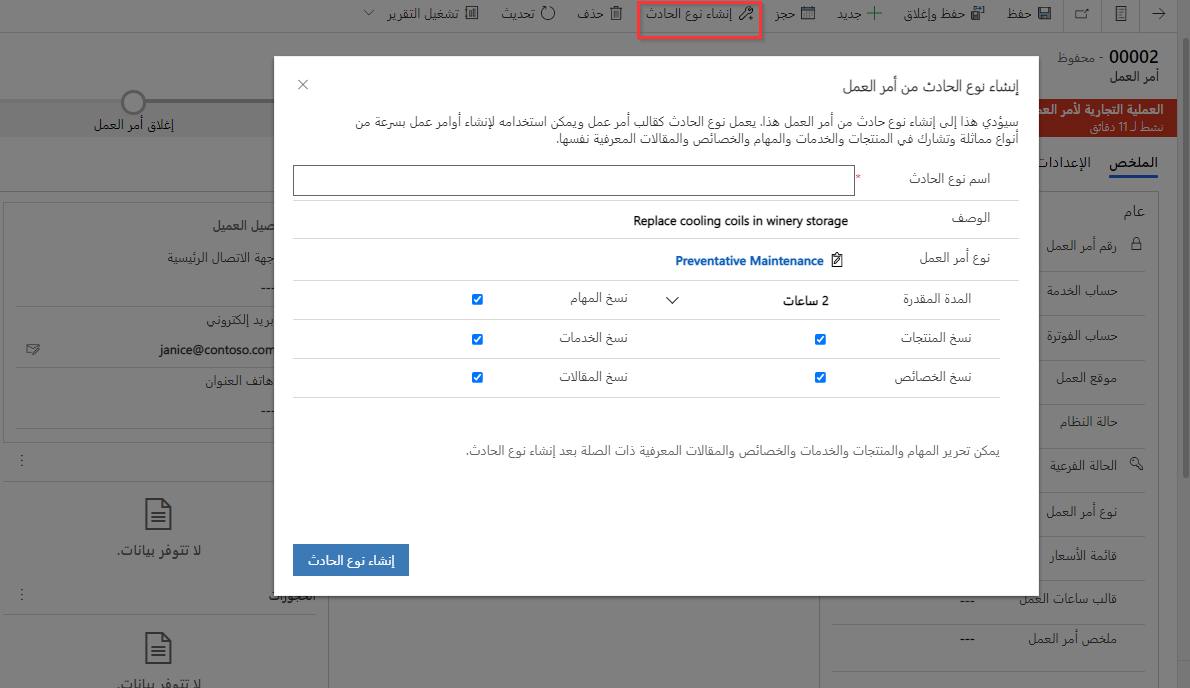 حفظ
حفظ وإغلاق
جديد
حجز
إنشاء نوع الحادث
حذف
تحديث
تشغيل التقرير
00002 - محفوظ
أمر العمل
العملية التجارية لأمر العم
نشط لـ 11 دقائق
إغلاق أمر العمل
الملخص
الإعدادات
عام
رقم أمر العمل
حساب الخدمة
حساب الفوترة
موقع العمل
حالة النظام
الحالة الفرعية
نوع أمر العمل
قائمة الأسعار
قالب ساعات العمل
---
ملخص أمر العمل
---
إنشاء نوع الحادث من أمر العمل
سيؤدي هذا إلى إنشاء نوع حادث من أمر العمل هذا. يعمل نوع الحادث كقالب أمر عمل ويمكن استخدامه لإنشاء أوامر عمل بسرعة من
أنواع مماثلة وتشارك في المنتجات والخدمات والمهام والخصائص والمقالات المعرفية نفسها.
اسم نوع الحادث *
الوصف
Replace cooling coils in winery storage
نوع أمر العمل
Preventative Maintenance
المدة المقدرة
2 ساعات
نسخ المهام
نسخ المنتجات
نسخ الخدمات
نسخ الخصائص
نسخ المقالات
يمكن تحرير المهام والمنتجات والخدمات والخصائص والمقالات المعرفية ذات الصلة بعد إنشاء نوع الحادث.
إنشاء نوع الحادث
صيل العميل
جهة الاتصال الرئيسية
---
بريد إلكتروني
janice@contoso.com
هاتف العنوان
---
لا تتوفر بيانات.
الحجوزات
لا تتوفر بيانات.